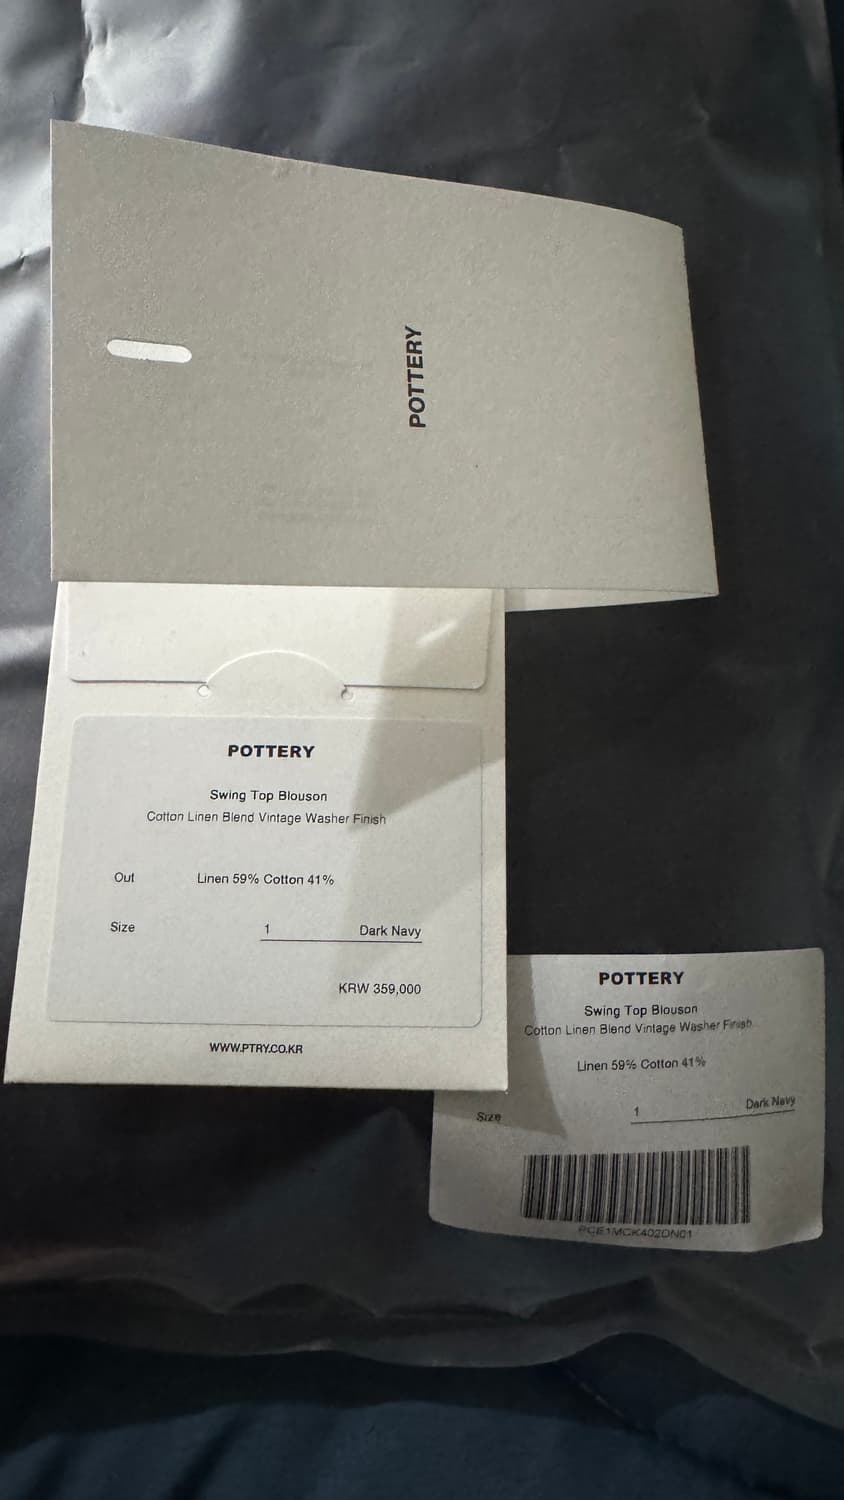 POTTERY
POTTERY
Swing Top Blouson
Cotton Linen Blend Vintage Washer Finish
Out Linen 59% Cotton 41%
Size 1 Dark Navy
KRW 359,000
WWW.PTRY.CO.KR
POTTERY
Swing Top Blouson
Cotton Linen Blend Vintage Washer Finish
Linen 59% Cotton 41%
Size 1 Dark Navy
PCE1MCK402DN01